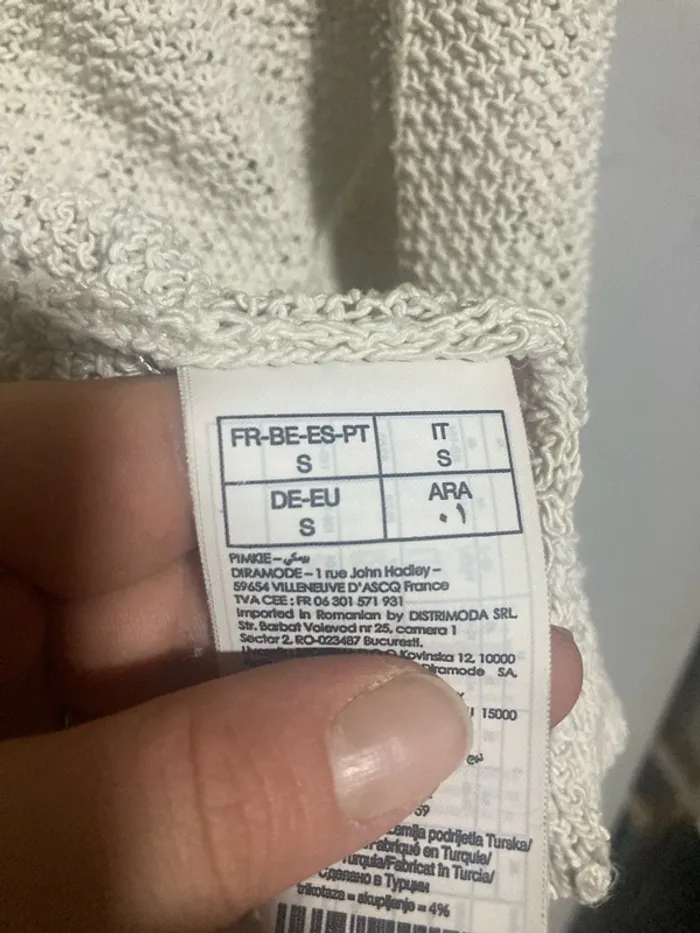 FR-BE-ES-PT
S
IT
S
DE-EU
S
ARA
٠١
PIMKIE – بيمكي
DIRAMODE – 1 rue John Hadley –
59654 VILLENEUVE D'ASCQ France
TVA CEE : FR 06 301 571 931
Imported in Romanian by DISTRIMODA SRL,
Str. Barbat Voievod nr 25, camera 1
Sector 2, RO-023487 Bucuresti,
Kovinska 12, 10000
Diramode SA,
15000
59
zemlja podrijetla Turska/
Fabriqué en Turquie/
Turquia/Fabricat în Turcia/
Сделано в Турции
trikotaza = skupljanje = 4%